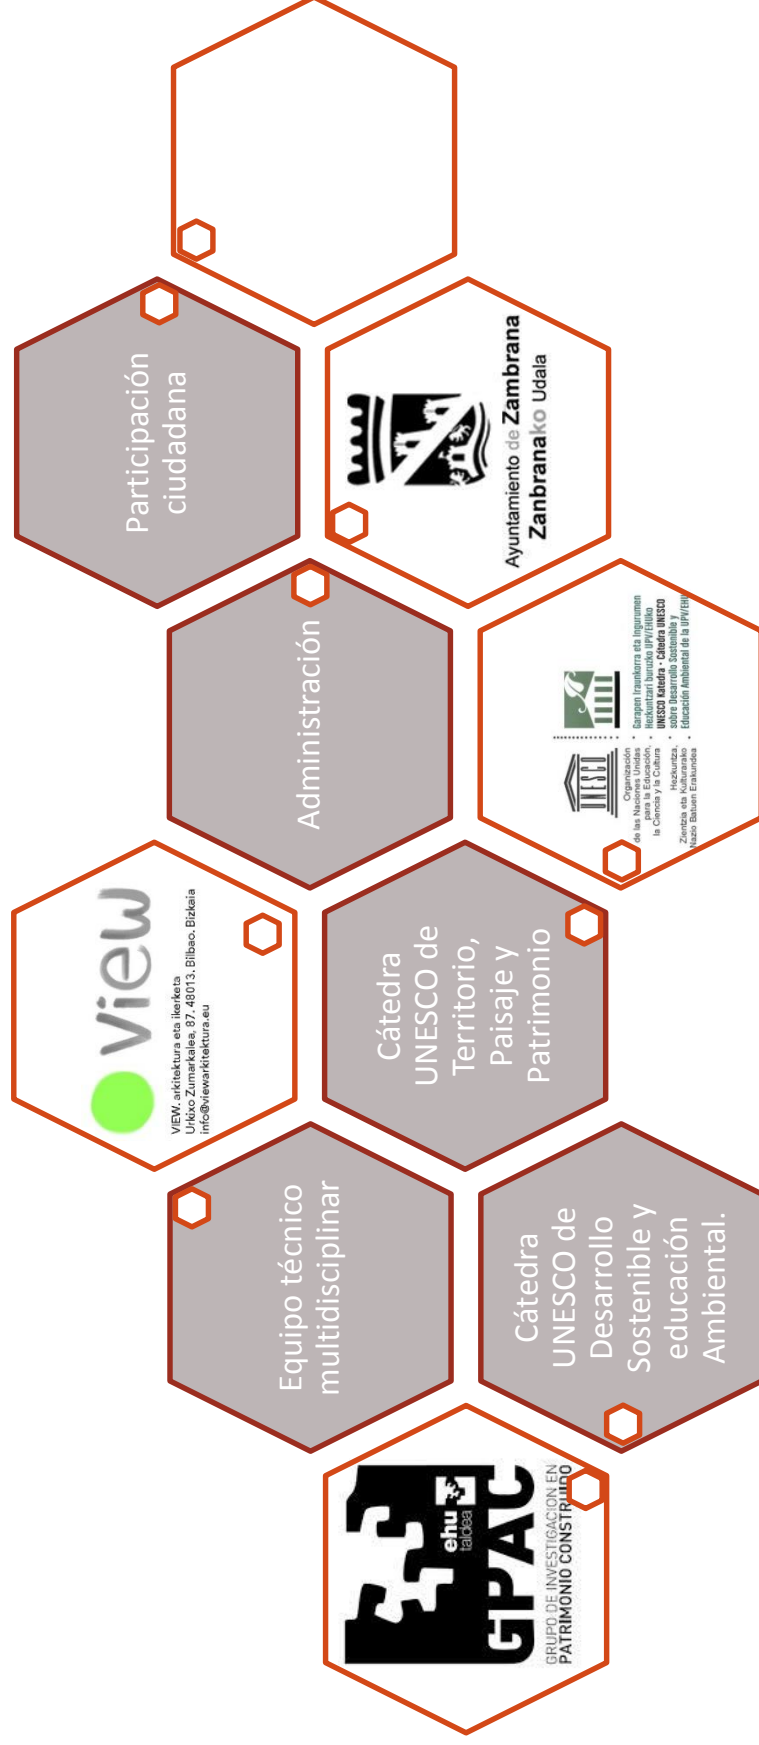 GPAC
ehu
taldea
GRUPO DE INVESTIGACIÓN EN
PATRIMONIO CONSTRUIDO
Equipo técnico
multidisciplinar
Cátedra
UNESCO de
Desarrollo
Sostenible y
educación
Ambiental.
View
VIEW. arkitektura eta ikerketa
Urkixo Zumarkalea, 87. 48013. Bilbao. Bizkaia
info@viewarkitektura.eu
Cátedra
UNESCO de
Territorio,
Paisaje y
Patrimonio
Administración
UNESCO
Organización
de las Naciones Unidas
para la Educación,
la Ciencia y la Cultura
Hezkuntza,
Zientzia eta Kulturarako
Nazio Batuen Erakundea
Garapen Iraunkorra eta Ingurumen
Hezkuntzari buruzko UPV/EHUko
UNESCO Katedra · Cátedra UNESCO
sobre Desarrollo Sostenible y
Educación Ambiental de la UPV/EHU
Participación
ciudadana
Ayuntamiento de Zambrana
Zanbranako Udala